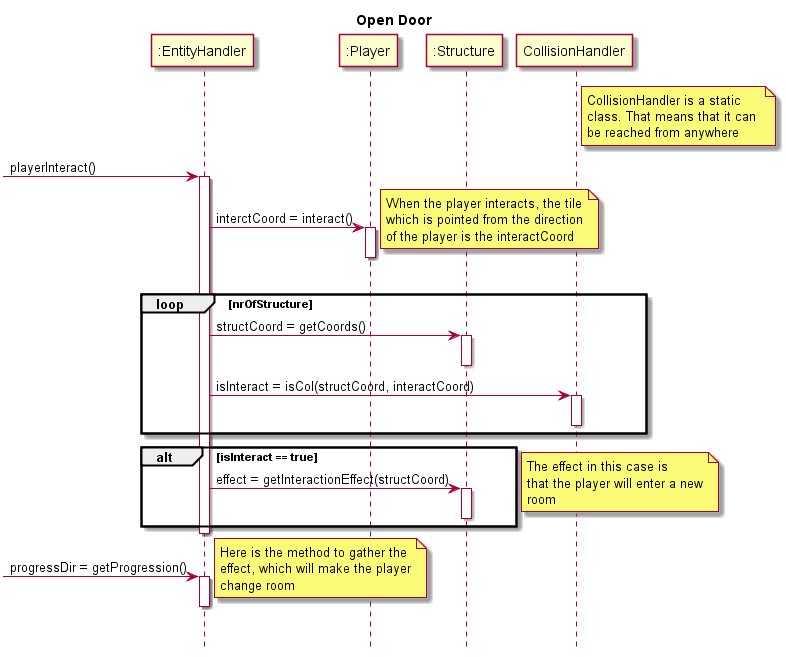 Open Door
:EntityHandler
:Player
:Structure
CollisionHandler
CollisionHandler is a static
class. That means that it can
be reached from anywhere
playerInteract()
interctCoord = interact()
When the player interacts, the tile
which is pointed from the direction
of the player is the interactCoord
loop
[nrOfStructure]
structCoord = getCoords()
isInteract = isCol(structCoord, interactCoord)
alt
[isInteract == true]
effect = getInteractionEffect(structCoord)
The effect in this case is
that the player will enter a new
room
progressDir = getProgression()
Here is the method to gather the
effect, which will make the player
change room